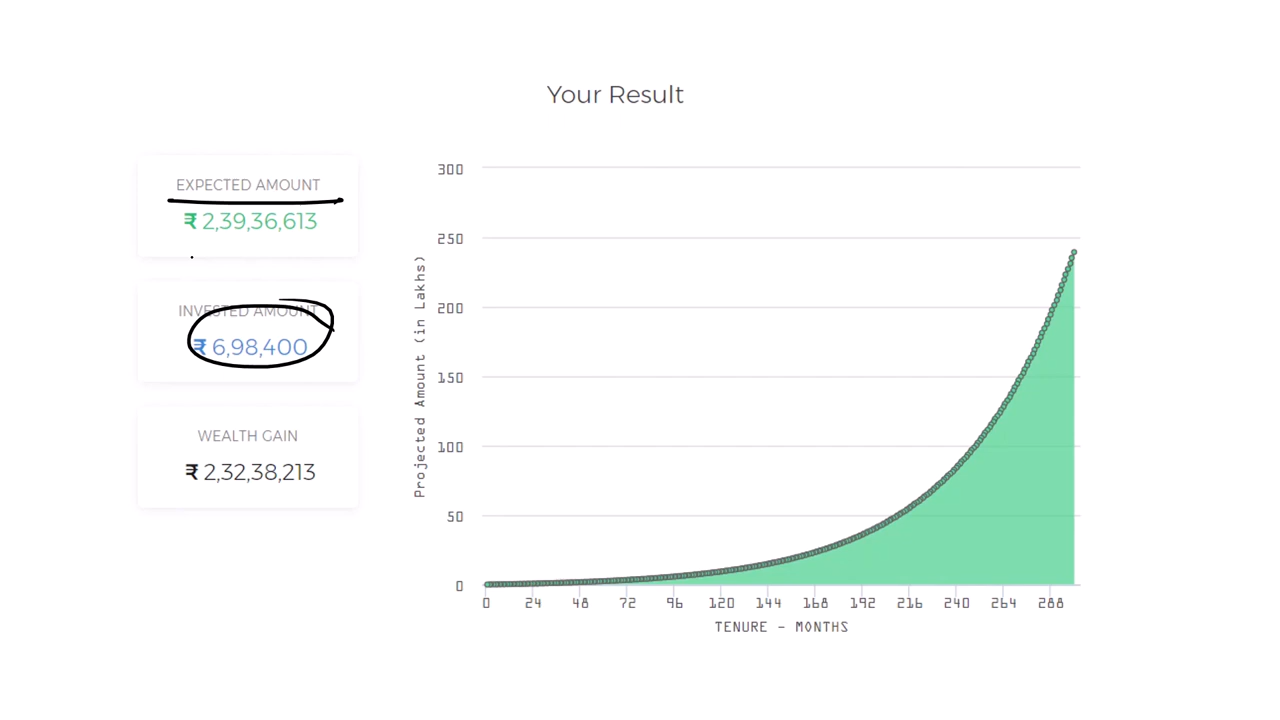 Your Result
EXPECTED AMOUNT
₹ 2,39,36,613
INVESTED AMOUNT
₹ 6,98,400
WEALTH GAIN
₹ 2,32,38,213
Projected Amount (in Lakhs)
300
250
200
150
100
50
0
0 24 48 72 96 120 144 168 192 216 240 264 288
TENURE - MONTHS